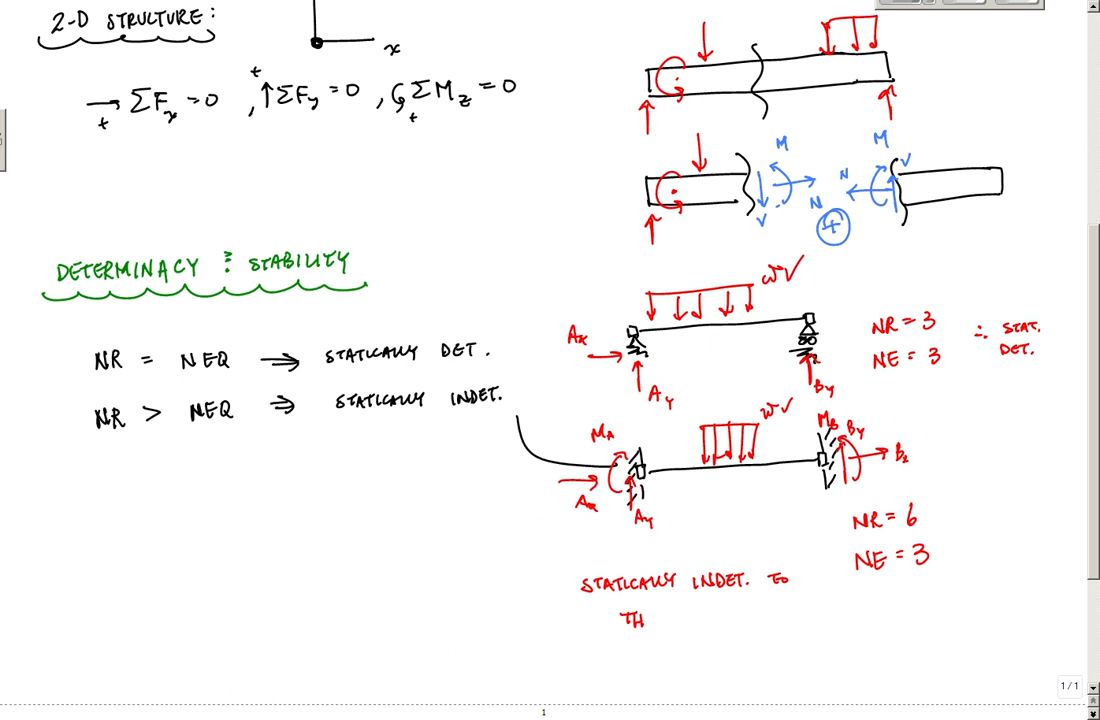 2-D STRUCTURE:
x
→ + ΣFx = 0 , + ↑ ΣFy = 0 , ↺ + ΣMz = 0
M
N
V
M
V
N
+
DETERMINACY & STABILITY
NR = NEQ ⇒ STATICALLY DET.
NR > NEQ ⇒ STATICALLY INDET.
w ✓
Ax
Ay
By
NR = 3
NE = 3
∴ STAT. DET.
w ✓
MA
Ax
Ay
MB
By
Bx
NR = 6
NE = 3
STATICALLY INDET. TO
TH
1 / 1
1